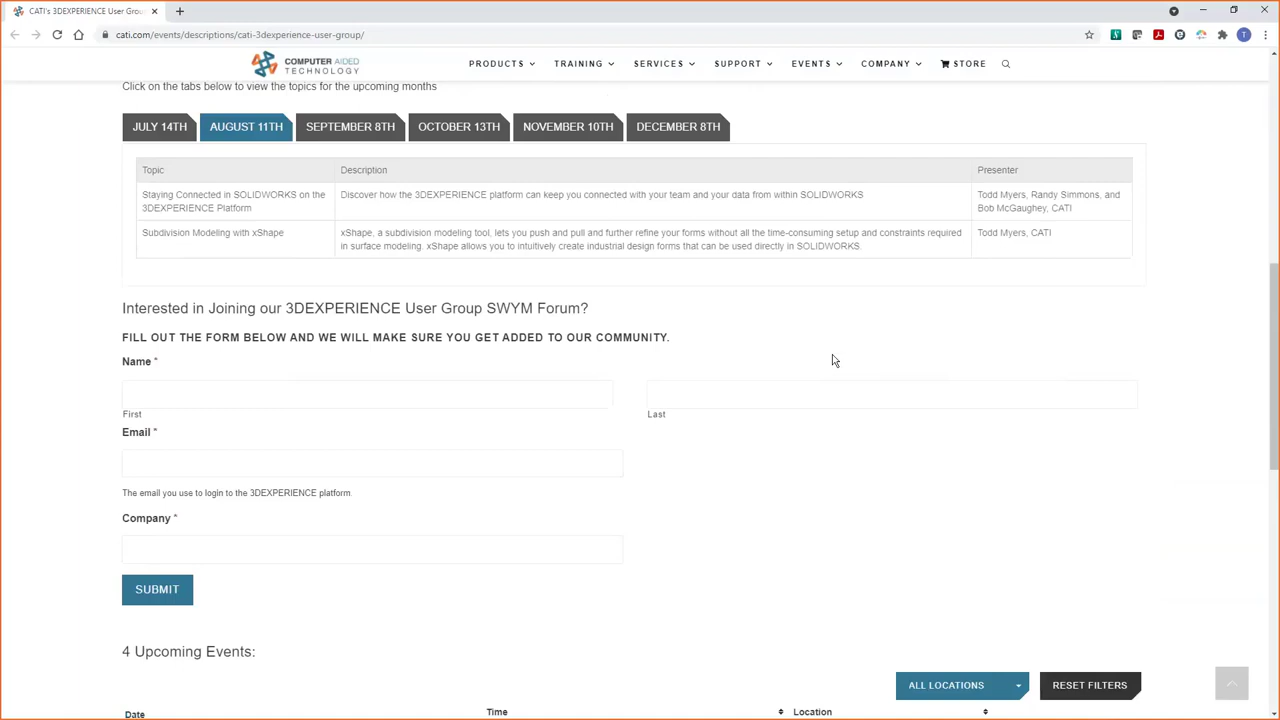 CATI's 3DEXPERIENCE User Grou
cati.com/events/descriptions/cati-3dexperience-user-group/
T
COMPUTER AIDED
TECHNOLOGY
PRODUCTS
TRAINING
SERVICES
SUPPORT
EVENTS
COMPANY
STORE
Click on the tabs below to view the topics for the upcoming months
JULY 14TH
AUGUST 11TH
SEPTEMBER 8TH
OCTOBER 13TH
NOVEMBER 10TH
DECEMBER 8TH
Topic
Description
Presenter
Staying Connected in SOLIDWORKS on the
3DEXPERIENCE Platform
Discover how the 3DEXPERIENCE platform can keep you connected with your team and your data from within SOLIDWORKS
Todd Myers, Randy Simmons, and
Bob McGaughey, CATI
Subdivision Modeling with xShape
xShape, a subdivision modeling tool, lets you push and pull and further refine your forms without all the time-consuming setup and constraints required
in surface modeling. xShape allows you to intuitively create industrial design forms that can be used directly in SOLIDWORKS.
Todd Myers, CATI
Interested in Joining our 3DEXPERIENCE User Group SWYM Forum?
FILL OUT THE FORM BELOW AND WE WILL MAKE SURE YOU GET ADDED TO OUR COMMUNITY.
Name *
First
Last
Email *
The email you use to login to the 3DEXPERIENCE platform.
Company *
SUBMIT
4 Upcoming Events:
ALL LOCATIONS
RESET FILTERS
Date
Time
Location